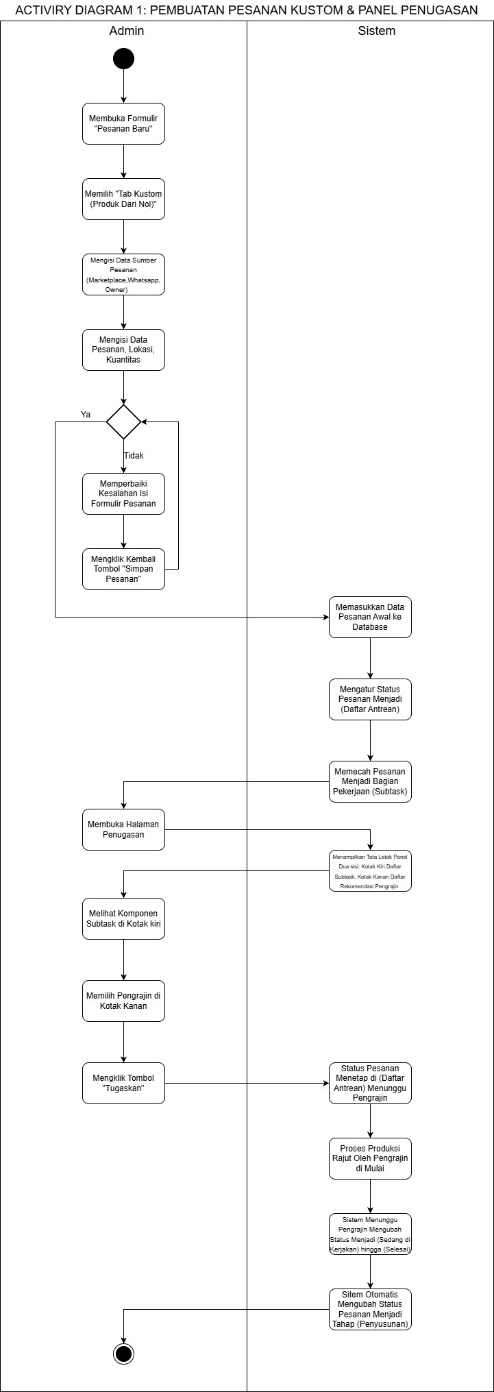 ACTIVIRY DIAGRAM 1: PEMBUATAN PESANAN KUSTOM & PANEL PENUGASAN
Admin
Sistem
Membuka Formulir
"Pesanan Baru"
Memilih "Tab Kustom
(Produk Dari Nol)"
Mengisi Data Sumber
Pesanan
(Marketplace,Whatsapp,
Owner)
Mengisi Data
Pesanan, Lokasi,
Kuantitas
Ya
Tidak
Memperbaiki
Kesalahan Isi
Formulir Pesanan
Mengklik Kembali
Tombol "Simpan
Pesanan"
Memasukkan Data
Pesanan Awal ke
Database
Mengatur Status
Pesanan Menjadi
(Daftar Antrean)
Memecah Pesanan
Menjadi Bagian
Pekerjaan (Subtask)
Membuka Halaman
Penugasan
Menampilkan Tata Letak Panel
Dua sisi: Kotak Kiri Daftar
Subtask, Kotak Kanan Daftar
Rekomendasi Pengrajin
Melihat Komponen
Subtask di Kotak kiri
Memilih Pengrajin di
Kotak Kanan
Mengklik Tombol
"Tugaskan"
Status Pesanan
Menetap di (Daftar
Antrean) Menunggu
Pengrajin
Proses Produksi
Rajut Oleh Pengrajin
di Mulai
Sistem Menunggu
Pengrajin Mengubah
Status Menjadi (Sedang di
Kerjakan) hingga (Selesai)
Sitem Otomatis
Mengubah Status
Pesanan Menjadi
Tahap (Penyusunan)